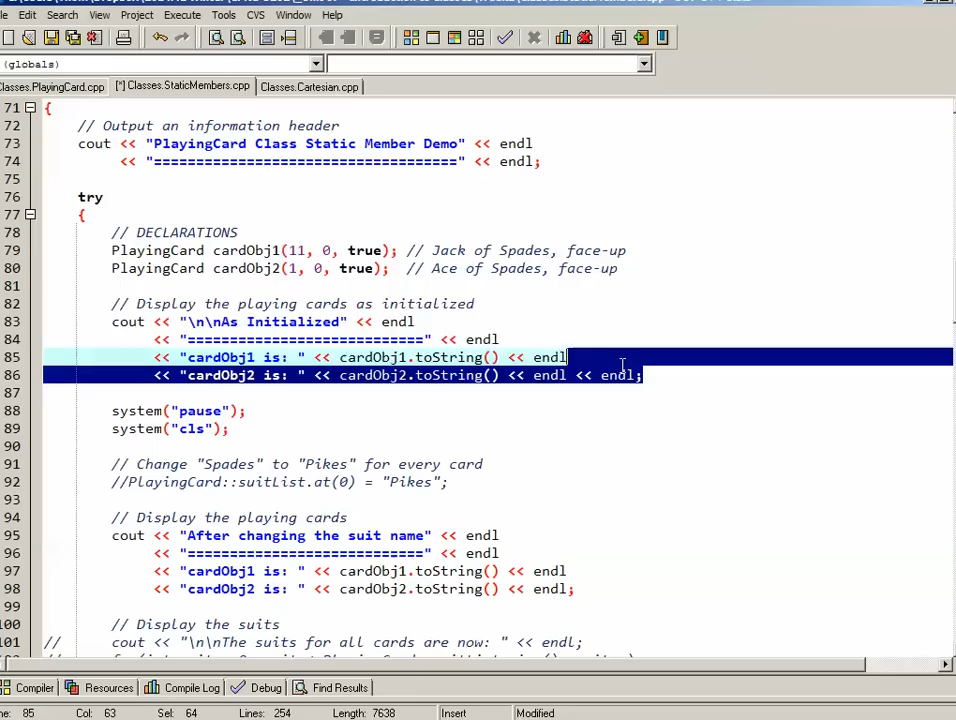 File Edit Search View Project Execute Tools CVS Window Help
(globals)
Classes.PlayingCard.cpp [*] Classes.StaticMembers.cpp Classes.Cartesian.cpp
71 {
72 // Output an information header
73 cout << "PlayingCard Class Static Member Demo" << endl
74 << "====================================" << endl;
75
76 try
77 {
78 // DECLARATIONS
79 PlayingCard cardObj1(11, 0, true); // Jack of Spades, face-up
80 PlayingCard cardObj2(1, 0, true); // Ace of Spades, face-up
81
82 // Display the playing cards as initialized
83 cout << "\n\nAs Initialized" << endl
84 << "============================" << endl
85 << "cardObj1 is: " << cardObj1.toString() << endl
86 << "cardObj2 is: " << cardObj2.toString() << endl << endl;
87
88 system("pause");
89 system("cls");
90
91 // Change "Spades" to "Pikes" for every card
92 //PlayingCard::suitList.at(0) = "Pikes";
93
94 // Display the playing cards
95 cout << "After changing the suit name" << endl
96 << "============================" << endl
97 << "cardObj1 is: " << cardObj1.toString() << endl
98 << "cardObj2 is: " << cardObj2.toString() << endl;
99
100 // Display the suits
101 // cout << "\n\nThe suits for all cards are now: " << endl;
Compiler Resources Compile Log Debug Find Results
ne: 85 Col: 63 Sel: 64 Lines: 254 Length: 7638 Insert Modified